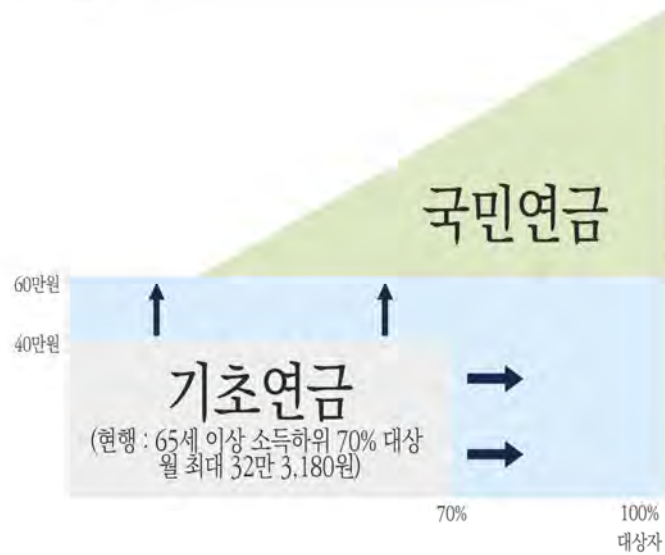 국민연금
60만원
40만원
기초연금
(현행 : 65세 이상 소득하위 70% 대상
월 최대 32만 3,180원)
70%
100%
대상자